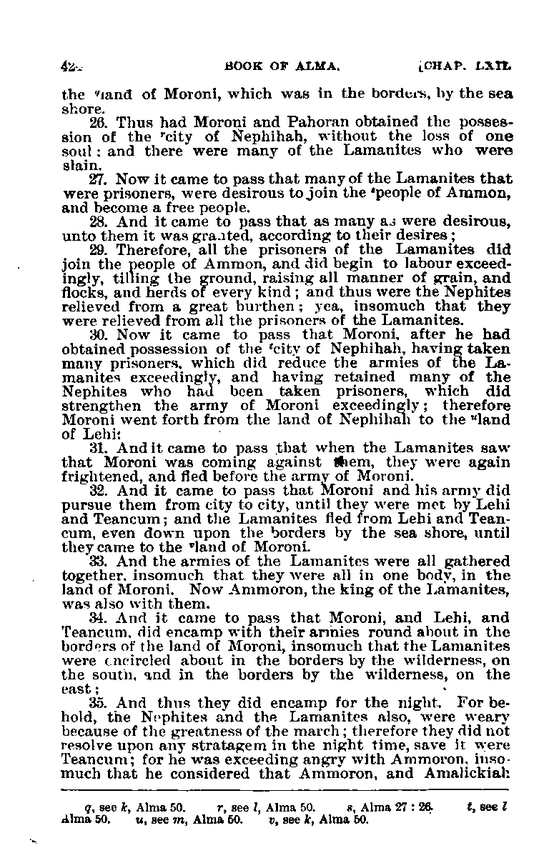 BOOK OF ALMA. [CHAP. LXII.
the qland of Moroni, which was in the borders, by the sea
shore.
26. Thus had Moroni and Pahoran obtained the posses-
sion of the rcity of Nephihah, without the loss of one
soul; and there were many of the Lamanites who were
slain.
27. Now it came to pass that many of the Lamanites that
were prisoners, were desirous to join the speople of Ammon,
and become a free people.
28. And it came to pass that as many as were desirous,
unto them it was granted, according to their desires;
29. Therefore, all the prisoners of the Lamanites did
join the people of Ammon, and did begin to labour exceed-
ingly, tilling the ground, raising all manner of grain, and
flocks, and herds of every kind; and thus were the Nephites
relieved from a great burthen; yea, insomuch that they
were relieved from all the prisoners of the Lamanites.
30. Now it came to pass that Moroni, after he had
obtained possession of the tcity of Nephihah, having taken
many prisoners, which did reduce the armies of the La-
manites exceedingly, and having retained many of the
Nephites who had been taken prisoners, which did
strengthen the army of Moroni exceedingly; therefore
Moroni went forth from the land of Nephihah to the uland
of Lehi:
31. And it came to pass that when the Lamanites saw
that Moroni was coming against them, they were again
frightened, and fled before the army of Moroni.
32. And it came to pass that Moroni and his army did
pursue them from city to city, until they were met by Lehi
and Teancum; and the Lamanites fled from Lehi and Tean-
cum, even down upon the borders by the sea shore, until
they came to the vland of Moroni.
33. And the armies of the Lamanites were all gathered
together, insomuch that they were all in one body, in the
land of Moroni. Now Ammoron, the king of the Lamanites,
was also with them.
34. And it came to pass that Moroni, and Lehi, and
Teancum, did encamp with their armies round about in the
borders of the land of Moroni, insomuch that the Lamanites
were encircled about in the borders by the wilderness, on
the south, and in the borders by the wilderness, on the
east;
35. And thus they did encamp for the night. For be-
hold, the Nephites and the Lamanites also, were weary
because of the greatness of the march; therefore they did not
resolve upon any stratagem in the night time, save it were
Teancum; for he was exceeding angry with Ammoron, inso-
much that he considered that Ammoron, and Amalickiah
q, see k, Alma 50. r, see l, Alma 50. s, Alma 27 : 26. t, see l
Alma 50. u, see m, Alma 50. v, see k, Alma 50.